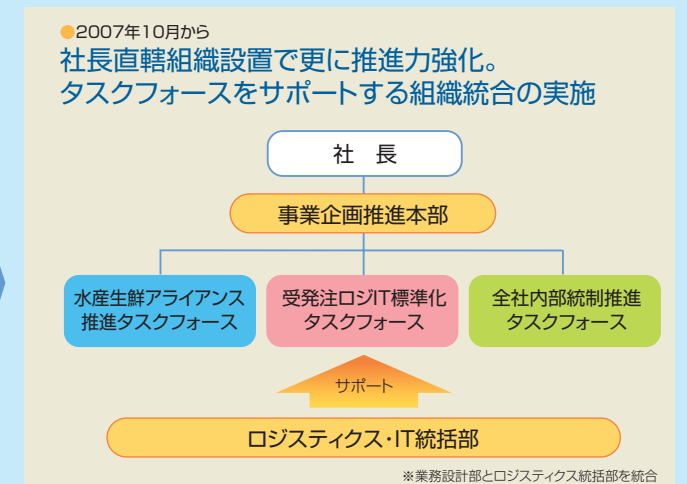 ●2007年10月から
社長直轄組織設置で更に推進力強化。
タスクフォースをサポートする組織統合の実施
社　長
事業企画推進本部
水産生鮮アライアンス
推進タスクフォース
受発注ロジIT標準化
タスクフォース
全社内部統制推進
タスクフォース
サポート
ロジスティクス・IT統括部
※業務設計部とロジスティクス統括部を統合